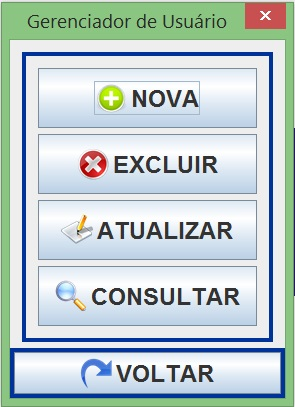 Gerenciador de Usuário
NOVA
EXCLUIR
ATUALIZAR
CONSULTAR
VOLTAR